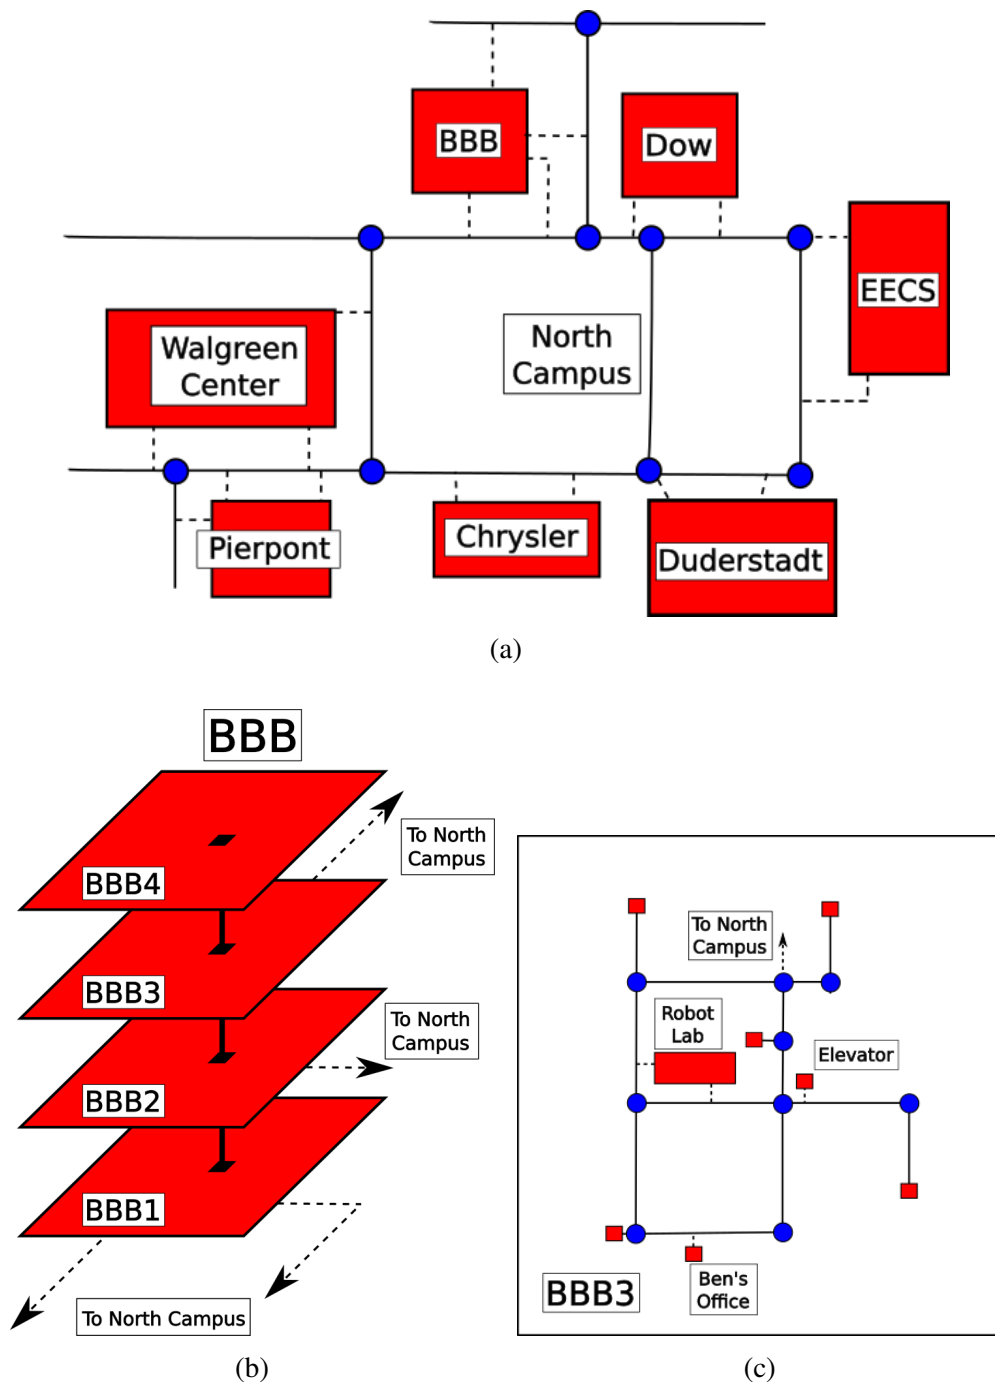 BBB
Dow
EECS
Walgreen
Center
North
Campus
Pierpont
Chrysler
Duderstadt
(a)
BBB
To North
Campus
BBB4
BBB3
To North
Campus
BBB2
BBB1
To North Campus
(b)
To North
Campus
Robot
Lab
Elevator
Ben's
Office
BBB3
(c)